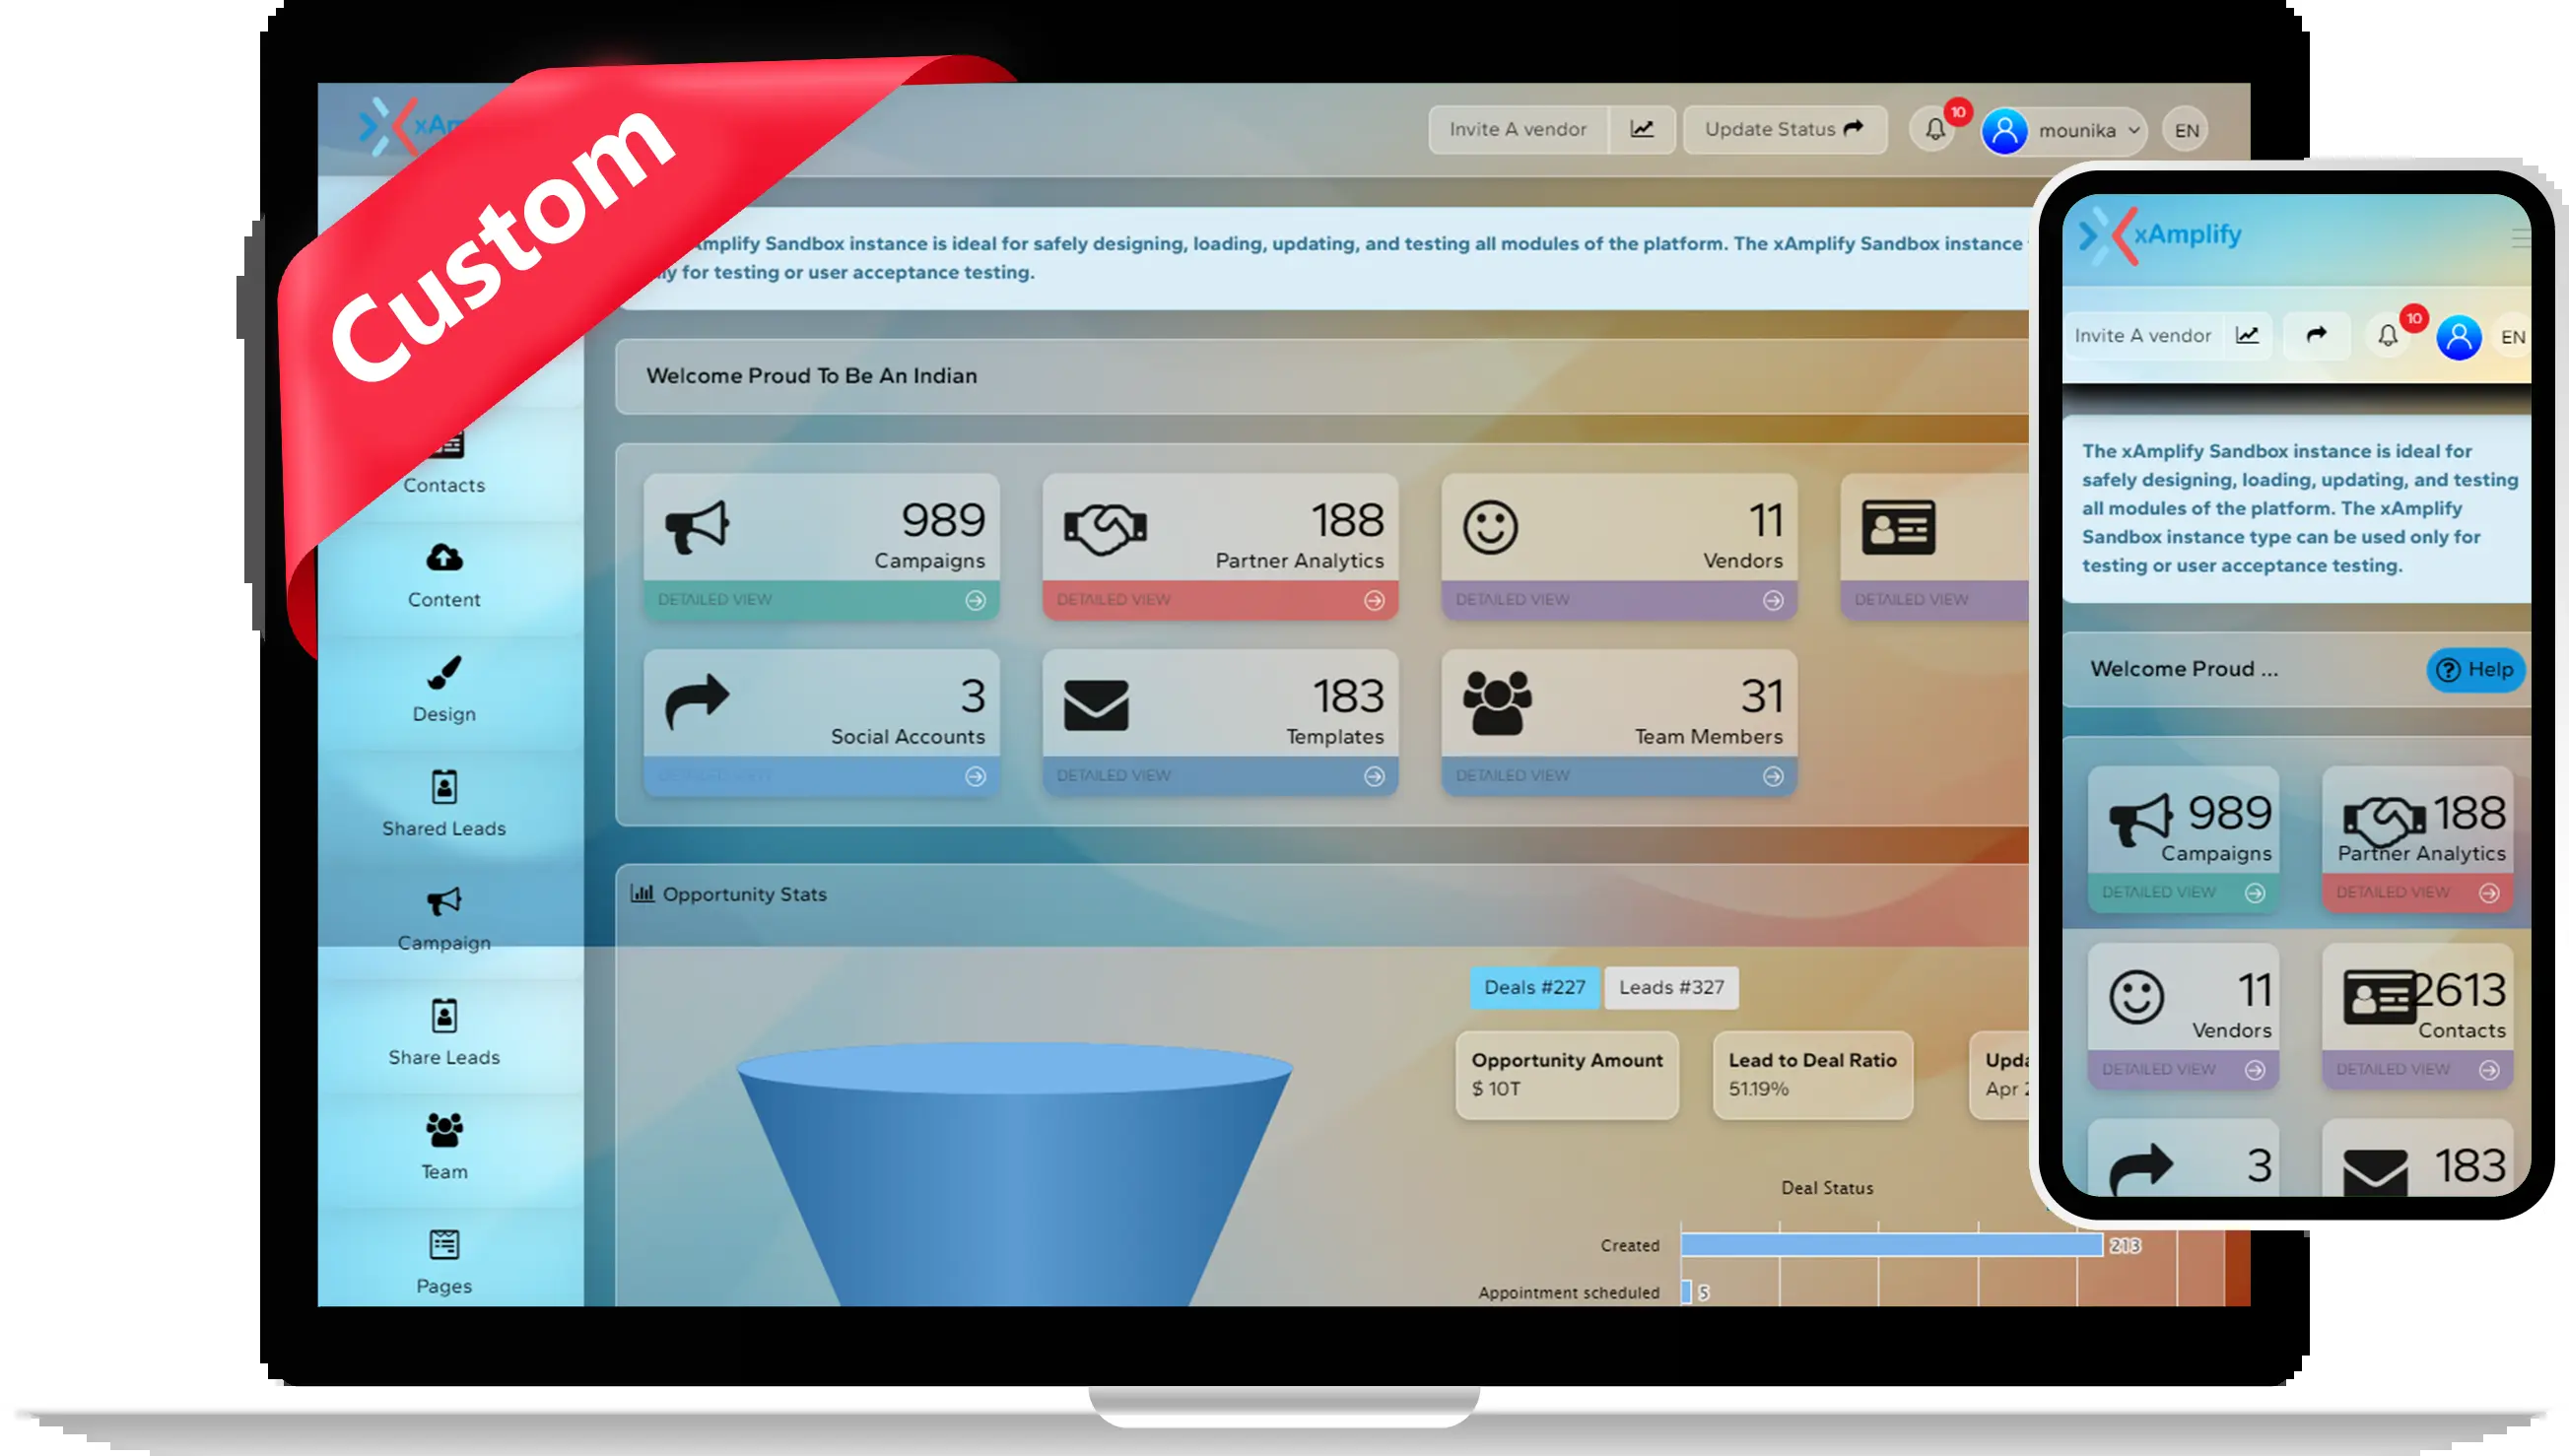 Custom
xAm
Invite A vendor
Update Status
10
mounika
EN
Amplify Sandbox instance is ideal for safely designing, loading, updating, and testing all modules of the platform. The xAmplify Sandbox instance
ly for testing or user acceptance testing.
Welcome Proud To Be An Indian
Contacts
Content
Design
Shared Leads
Campaign
Share Leads
Team
Pages
989
Campaigns
DETAILED VIEW
188
Partner Analytics
DETAILED VIEW
11
Vendors
DETAILED VIEW
DETAILED VIEW
3
Social Accounts
DETAILED VIEW
183
Templates
DETAILED VIEW
31
Team Members
DETAILED VIEW
Opportunity Stats
Deals #227
Leads #327
Opportunity Amount
$ 10T
Lead to Deal Ratio
51.19%
Upda
Apr 2
Deal Status
Created
213
Appointment scheduled
5
xAmplify
Invite A vendor
10
EN
The xAmplify Sandbox instance is ideal for
safely designing, loading, updating, and testing
all modules of the platform. The xAmplify
Sandbox instance type can be used only for
testing or user acceptance testing.
Welcome Proud ...
Help
989
Campaigns
DETAILED VIEW
188
Partner Analytics
DETAILED VIEW
11
Vendors
DETAILED VIEW
2613
Contacts
DETAILED VIEW
3
183